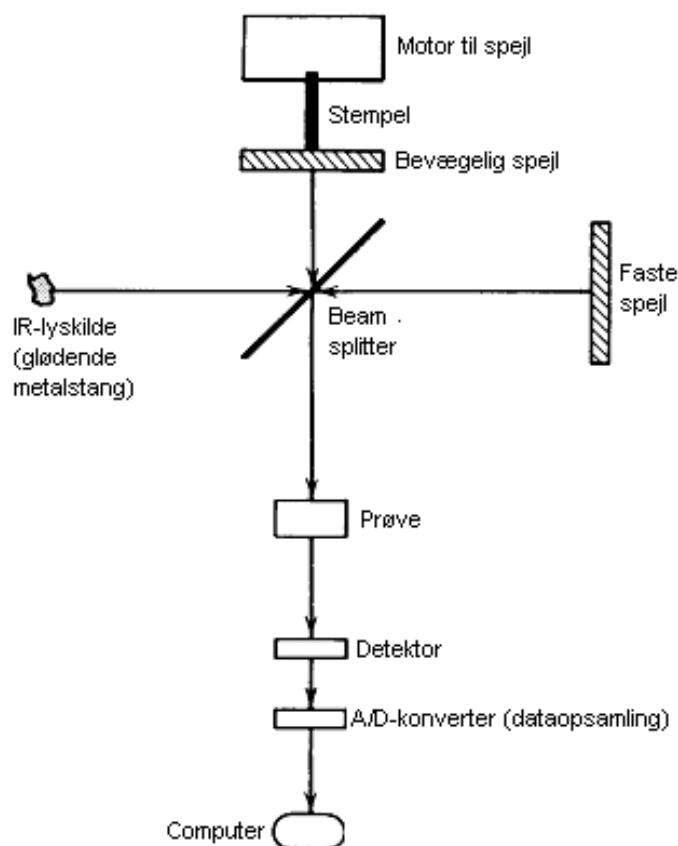 Motor til spejl
Stempel
Bevægelig spejl
Faste
spejl
IR-lyskilde
(glødende
metalstang)
Beam
splitter
Prøve
Detektor
A/D-konverter (dataopsamling)
Computer